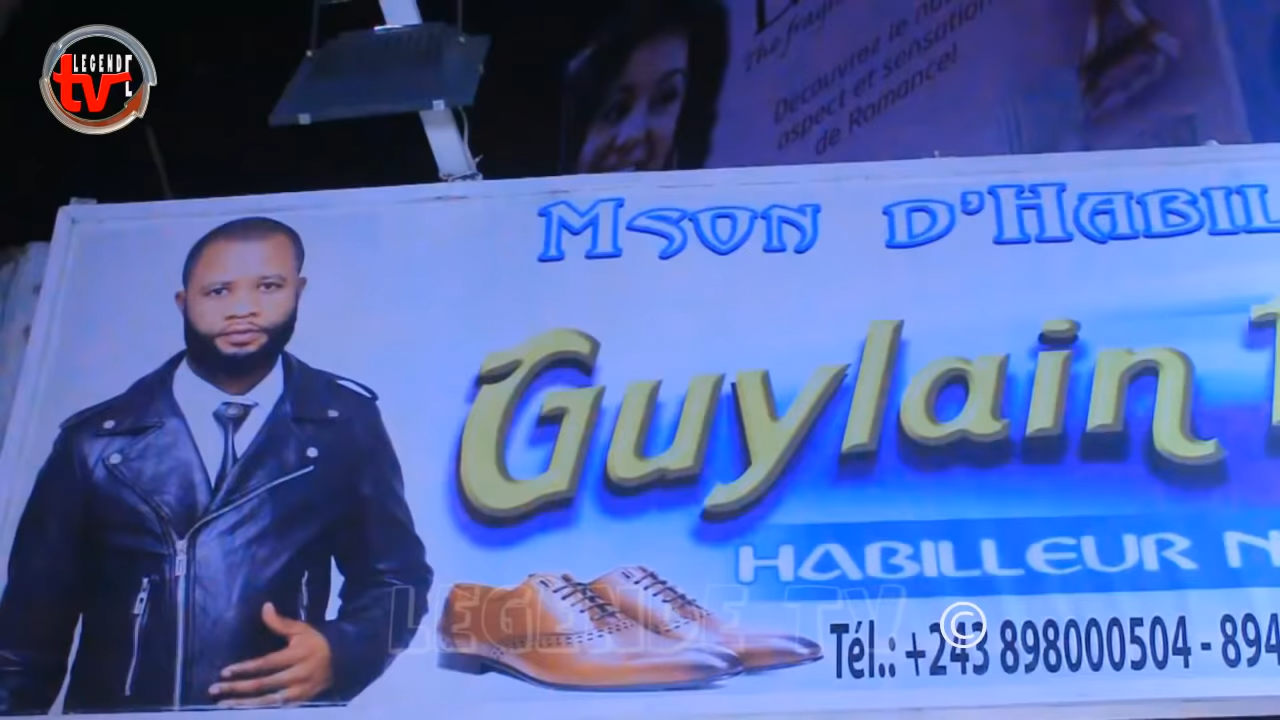 LEGENDE
tv
The fragr
Découvrez le nou
aspect et sensation
de Romance!
MSON D'HABIL
Guylain
HABILLEUR N
LEGENDE TV ©
Tél.: +243 898000504 - 894